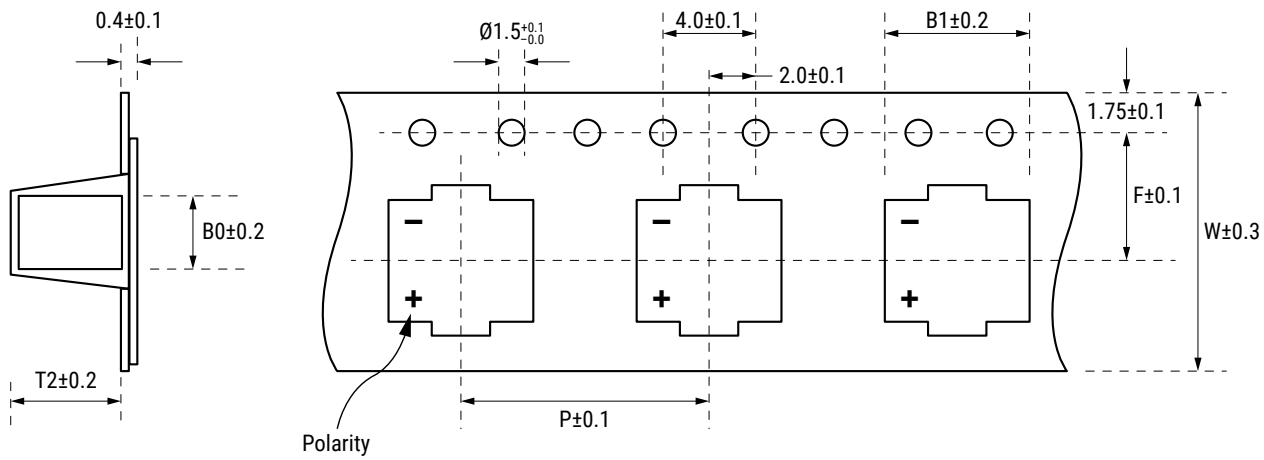 0.4±0.1
Ø1.5+0.1
−0.0
4.0±0.1
B1±0.2
2.0±0.1
1.75±0.1
F±0.1
B0±0.2
W±0.3
−
−
−
+
+
+
T2±0.2
P±0.1
Polarity